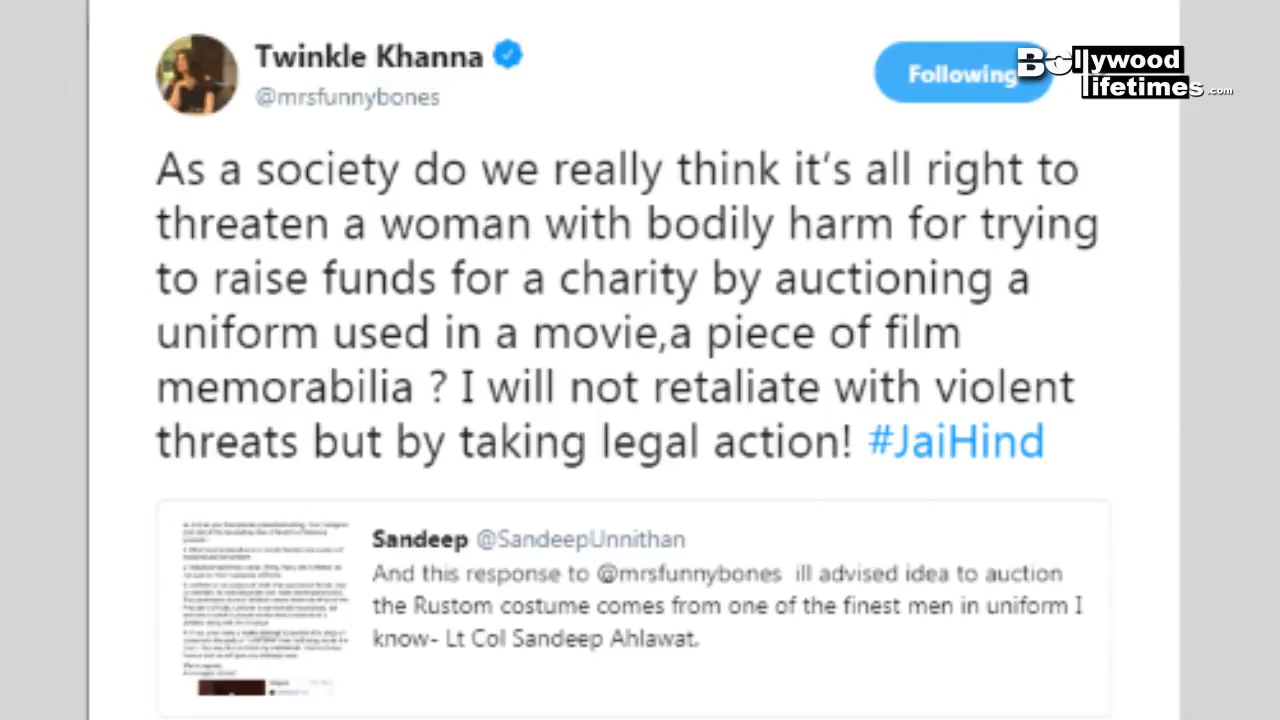 Twinkle Khanna
@mrsfunnybones
Following
Bollywood
lifetimes.com
As a society do we really think it's all right to
threaten a woman with bodily harm for trying
to raise funds for a charity by auctioning a
uniform used in a movie,a piece of film
memorabilia ? I will not retaliate with violent
threats but by taking legal action! #JaiHind
Sandeep @SandeepUnnithan
And this response to @mrsfunnybones ill advised idea to auction
the Rustom costume comes from one of the finest men in uniform I
know- Lt Col Sandeep Ahlawat.